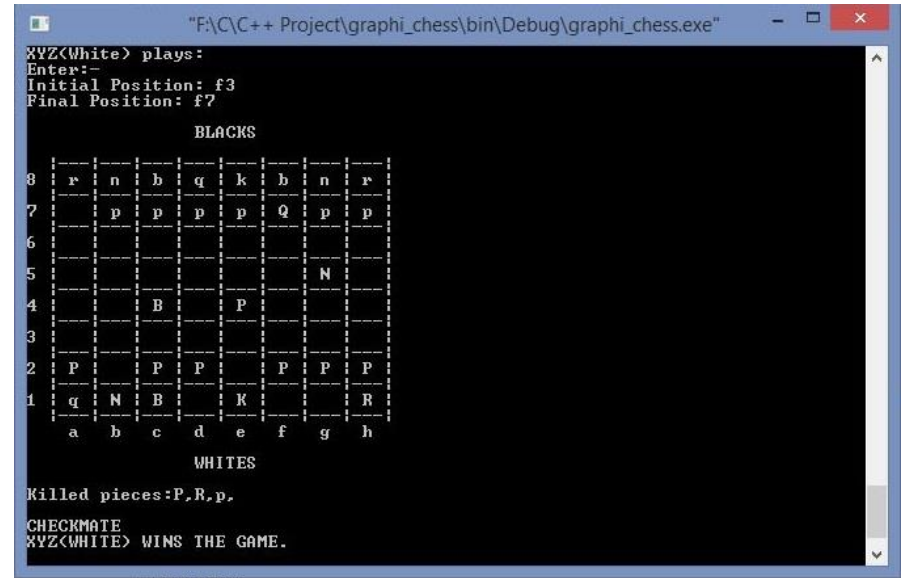 "F:\C\C++ Project\graphi_chess\bin\Debug\graphi_chess.exe"
XYZ(White) plays:
Enter:-
Initial Position: f3
Final Position: f7
BLACKS
8 r n b q k b n r
7 p p p p Q p p
6
5 N
4 B P
3
2 P P P P P P
1 q N B K R
a b c d e f g h
WHITES
Killed pieces:P,R,p,
CHECKMATE
XYZ(WHITE) WINS THE GAME.